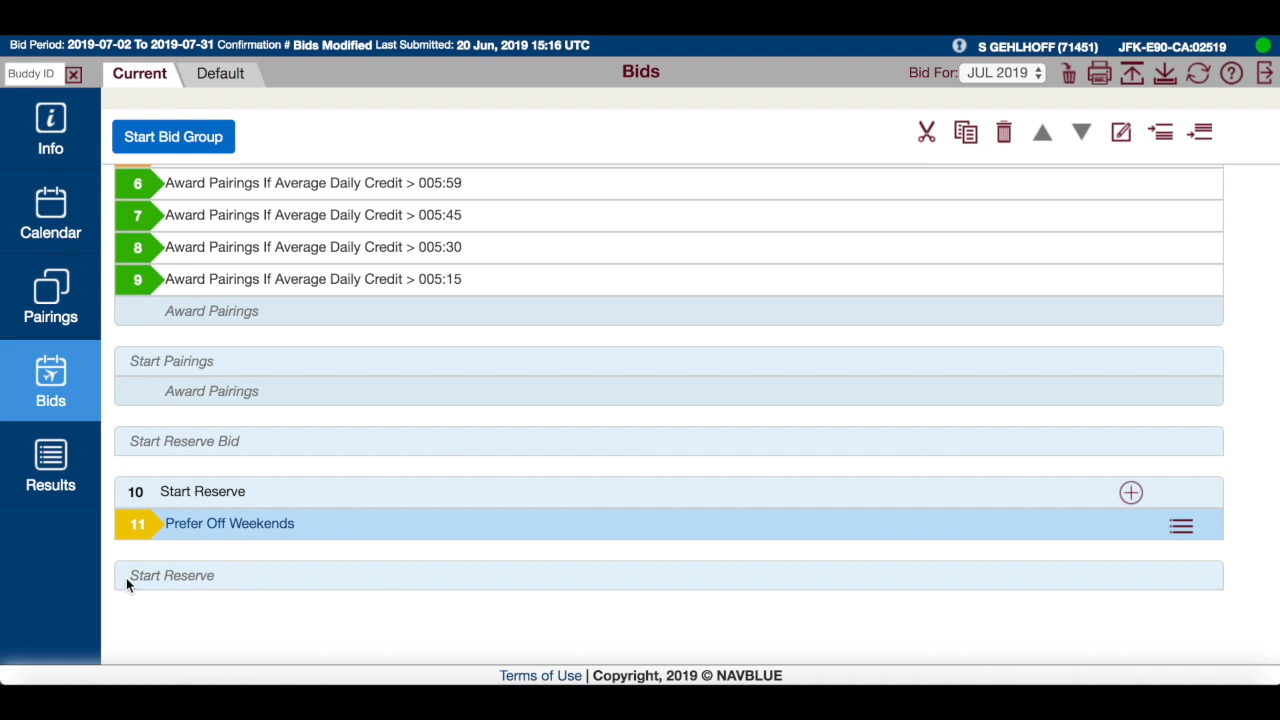 Bid Period: 2019-07-02 To 2019-07-31 Confirmation # Bids Modified Last Submitted: 20 Jun, 2019 15:16 UTC S GEHLHOFF (71451) JFK-E90-CA:02519
Buddy ID Current Default Bids Bid For: JUL 2019
Start Bid Group
Info
Calendar
Pairings
Bids
Results
6 Award Pairings If Average Daily Credit > 005:59
7 Award Pairings If Average Daily Credit > 005:45
8 Award Pairings If Average Daily Credit > 005:30
9 Award Pairings If Average Daily Credit > 005:15
Award Pairings
Start Pairings
Award Pairings
Start Reserve Bid
10 Start Reserve
11 Prefer Off Weekends
Start Reserve
Terms of Use | Copyright, 2019 © NAVBLUE